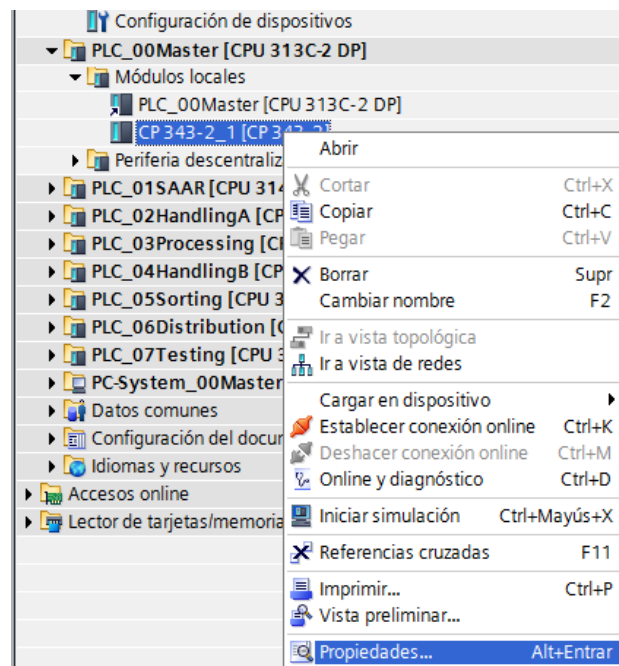 Configuración de dispositivos
PLC_00Master [CPU 313C-2 DP]
Módulos locales
PLC_00Master [CPU 313C-2 DP]
CP 343-2_1 [CP 343-2]
Periferia descentraliz
PLC_01SAAR [CPU 314
PLC_02HandlingA [CP
PLC_03Processing [C
PLC_04HandlingB [CP
PLC_05Sorting [CPU 3
PLC_06Distribution [
PLC_07Testing [CPU 3
PC-System_00Master
Datos comunes
Configuración del docu
Idiomas y recursos
Accesos online
Lector de tarjetas/memoria
Abrir
Cortar Ctrl+X
Copiar Ctrl+C
Pegar Ctrl+V
Borrar Supr
Cambiar nombre F2
Ir a vista topológica
Ir a vista de redes
Cargar en dispositivo
Establecer conexión online Ctrl+K
Deshacer conexión online Ctrl+M
Online y diagnóstico Ctrl+D
Iniciar simulación Ctrl+Mayús+X
Referencias cruzadas F11
Imprimir... Ctrl+P
Vista preliminar...
Propiedades... Alt+Entrar